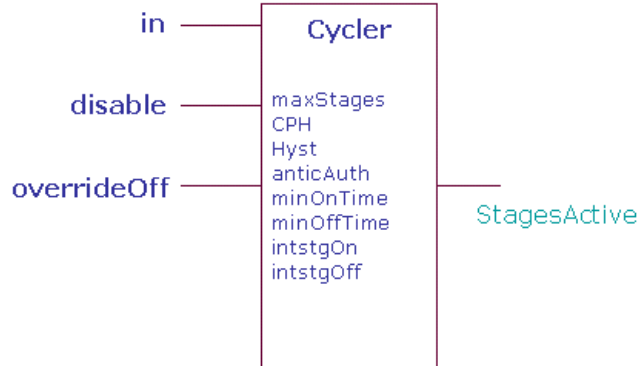 in
Cycler
disable
maxStages
CPH
Hyst
anticAuth
overrideOff
minOnTime
minOffTime
StagesActive
intstgOn
intstgOff